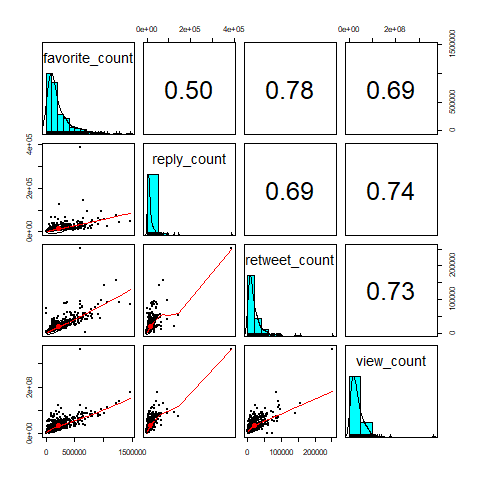 0e+00 2e+05 4e+05
0e+00 2e+08
favorite_count
0.50
0.78
0.69
0 500000 1500000
0e+00 2e+05 4e+05
reply_count
0.69
0.74
retweet_count
0.73
0 100000 200000
0e+00 2e+08
view_count
0 500000 1500000
0 100000 200000